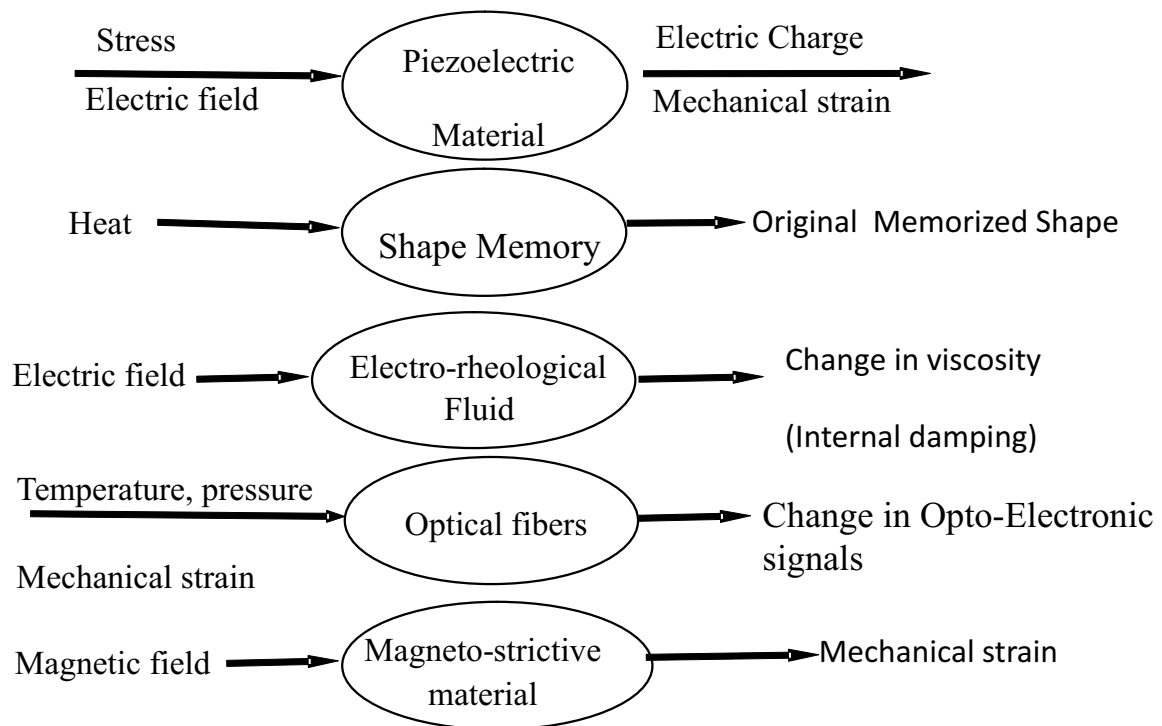 Stress
Electric field
Piezoelectric
Material
Electric Charge
Mechanical strain
Heat
Shape Memory
Original  Memorized Shape
Electric field
Electro-rheological
Fluid
Change in viscosity
(Internal damping)
Temperature, pressure
Mechanical strain
Optical fibers
Change in Opto-Electronic
signals
Magnetic field
Magneto-strictive
material
Mechanical strain